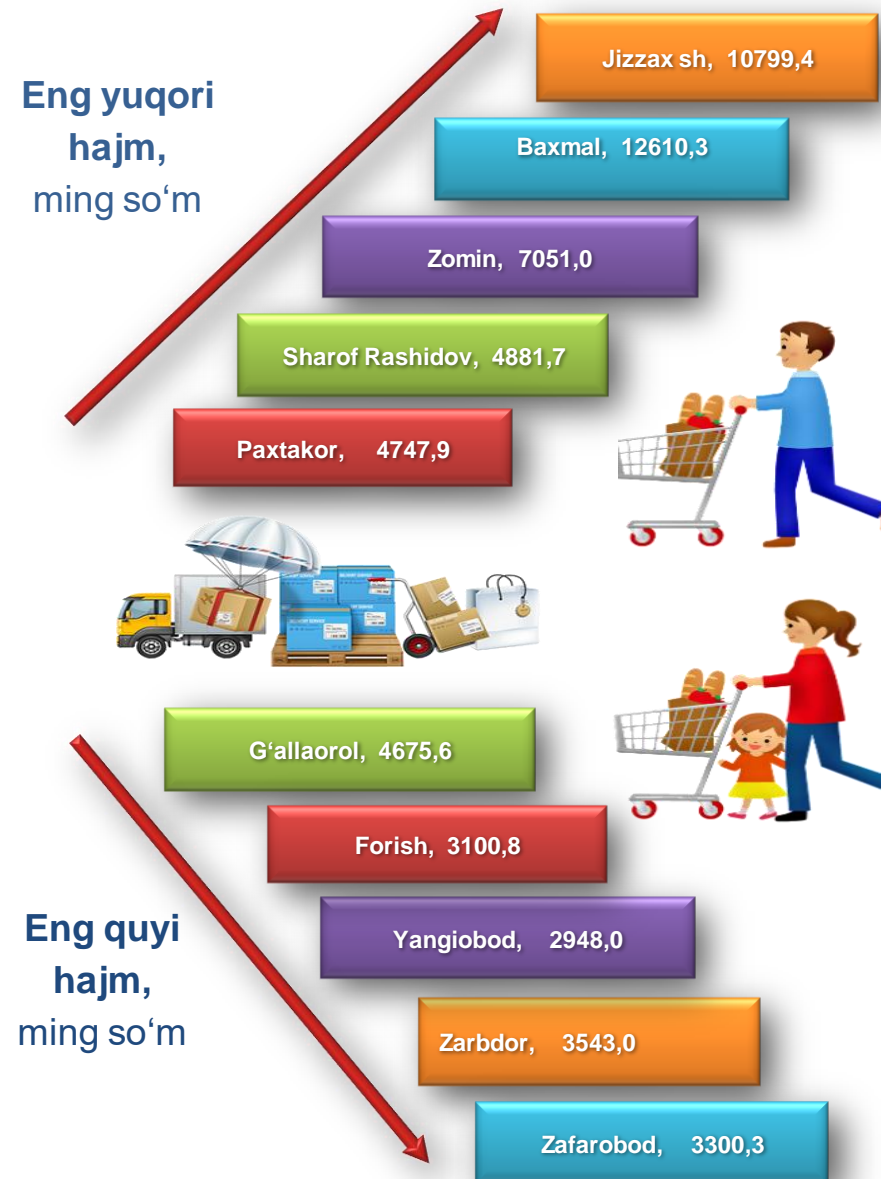 Eng yuqori
hajm,
ming so‘m
Jizzax sh, 10799,4
Baxmal, 12610,3
Zomin, 7051,0
Sharof Rashidov, 4881,7
Paxtakor, 4747,9
G‘allaorol, 4675,6
Forish, 3100,8
Yangiobod, 2948,0
Zarbdor, 3543,0
Zafarobod, 3300,3
Eng quyi
hajm,
ming so‘m